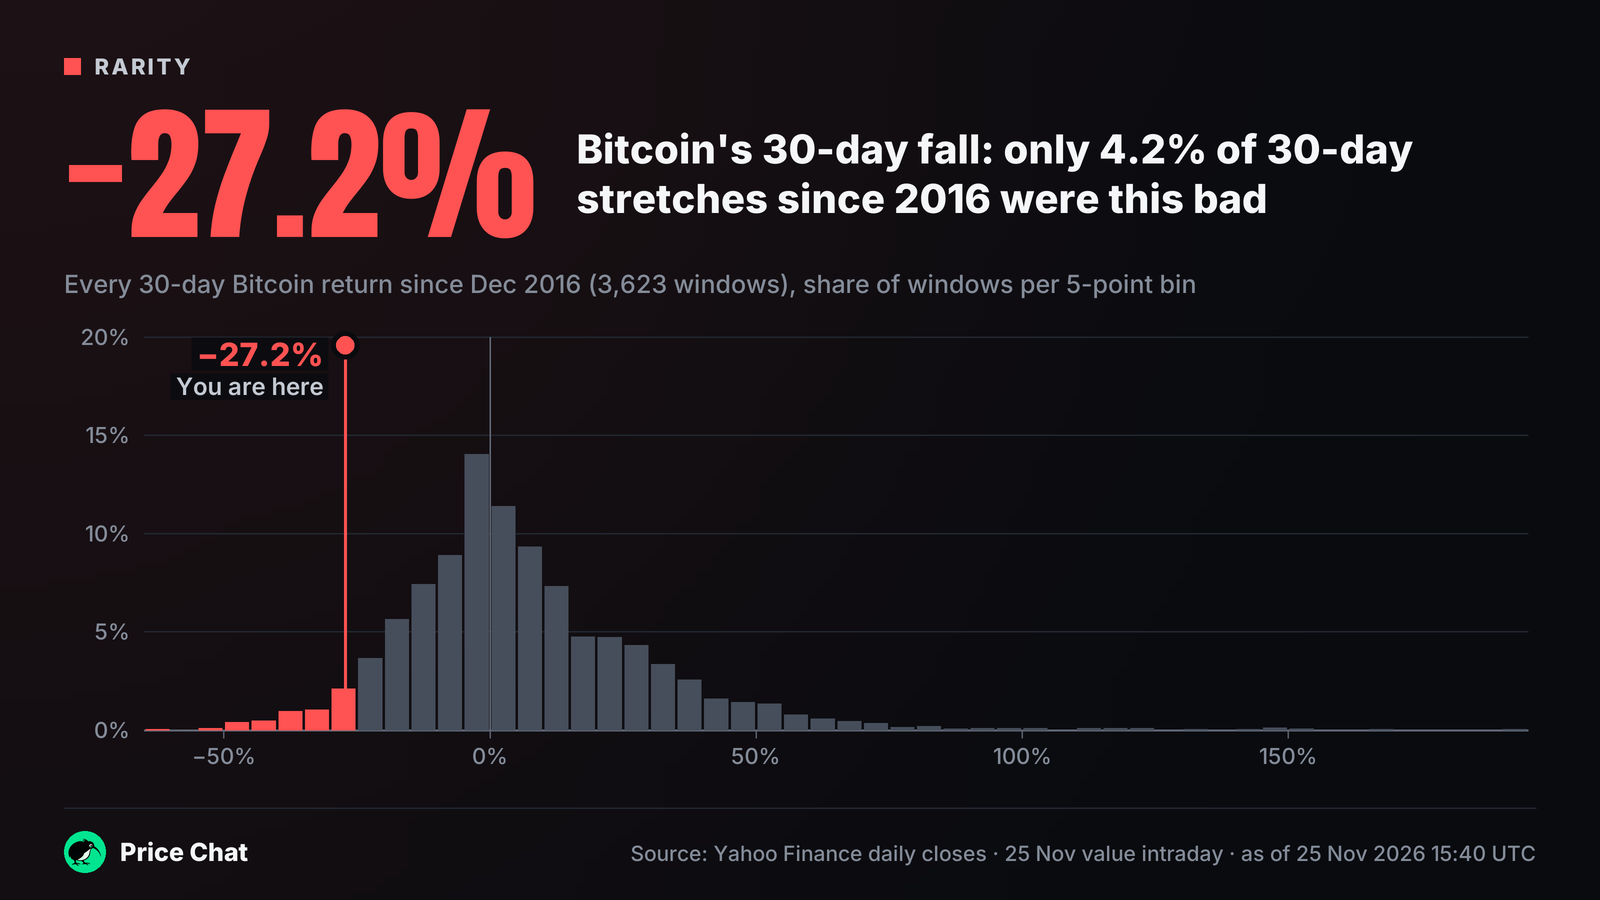 RARITY
−27.2%
Bitcoin's 30-day fall: only 4.2% of 30-day
stretches since 2016 were this bad
Every 30-day Bitcoin return since Dec 2016 (3,623 windows), share of windows per 5-point bin
20%
−27.2%
You are here
15%
10%
5%
0%
−50%
0%
50%
100%
150%
Price Chat
Source: Yahoo Finance daily closes · 25 Nov value intraday · as of 25 Nov 2026 15:40 UTC